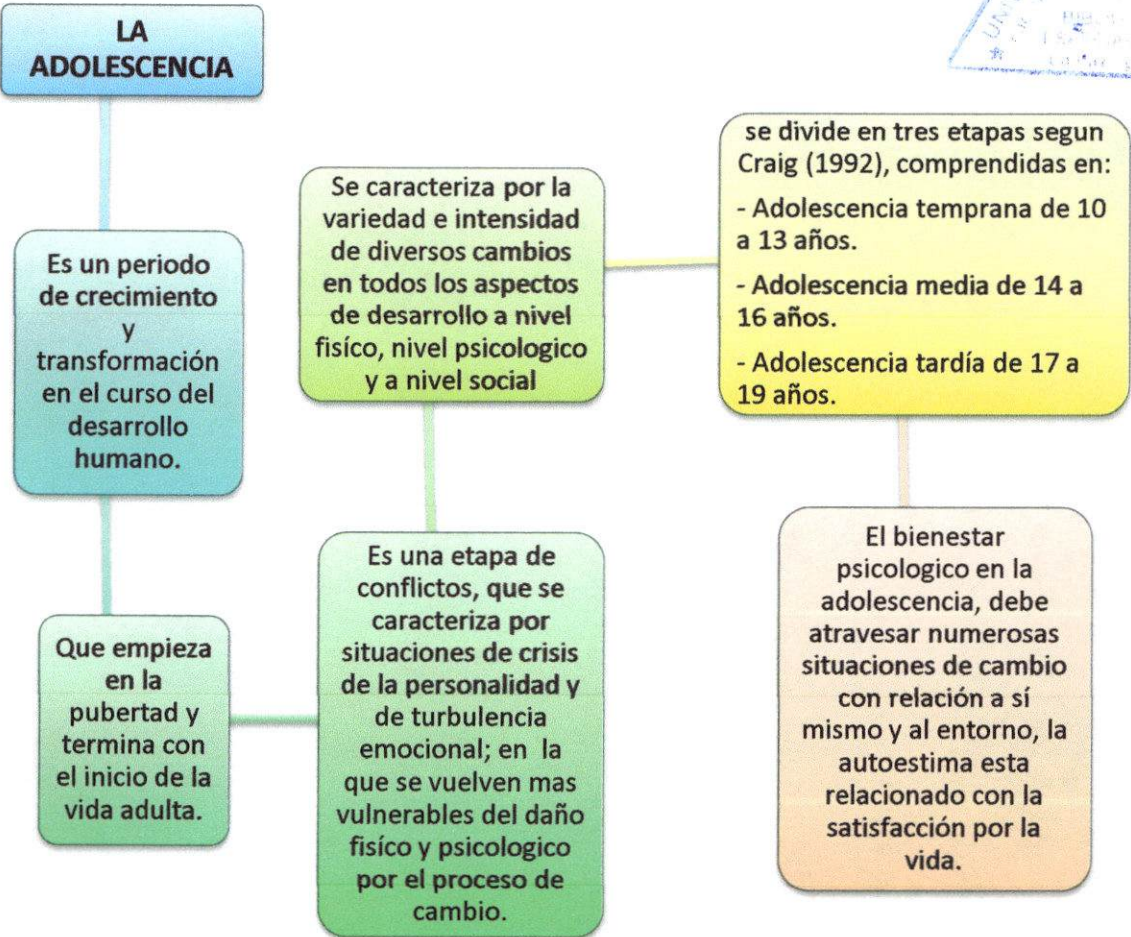 LA
ADOLESCENCIA
Es un periodo
de crecimiento
y
transformación
en el curso del
desarrollo
humano.
Que empieza
en la
pubertad y
termina con
el inicio de la
vida adulta.
Es una etapa de
conflictos, que se
caracteriza por
situaciones de crisis
de la personalidad y
de turbulencia
emocional; en la
que se vuelven mas
vulnerables del daño
fisíco y psicologico
por el proceso de
cambio.
Se caracteriza por la
variedad e intensidad
de diversos cambios
en todos los aspectos
de desarrollo a nivel
fisíco, nivel psicologico
y a nivel social
se divide en tres etapas segun
Craig (1992), comprendidas en:
- Adolescencia temprana de 10
a 13 años.
- Adolescencia media de 14 a
16 años.
- Adolescencia tardía de 17 a
19 años.
El bienestar
psicologico en la
adolescencia, debe
atravesar numerosas
situaciones de cambio
con relación a sí
mismo y al entorno, la
autoestima esta
relacionado con la
satisfacción por la
vida.